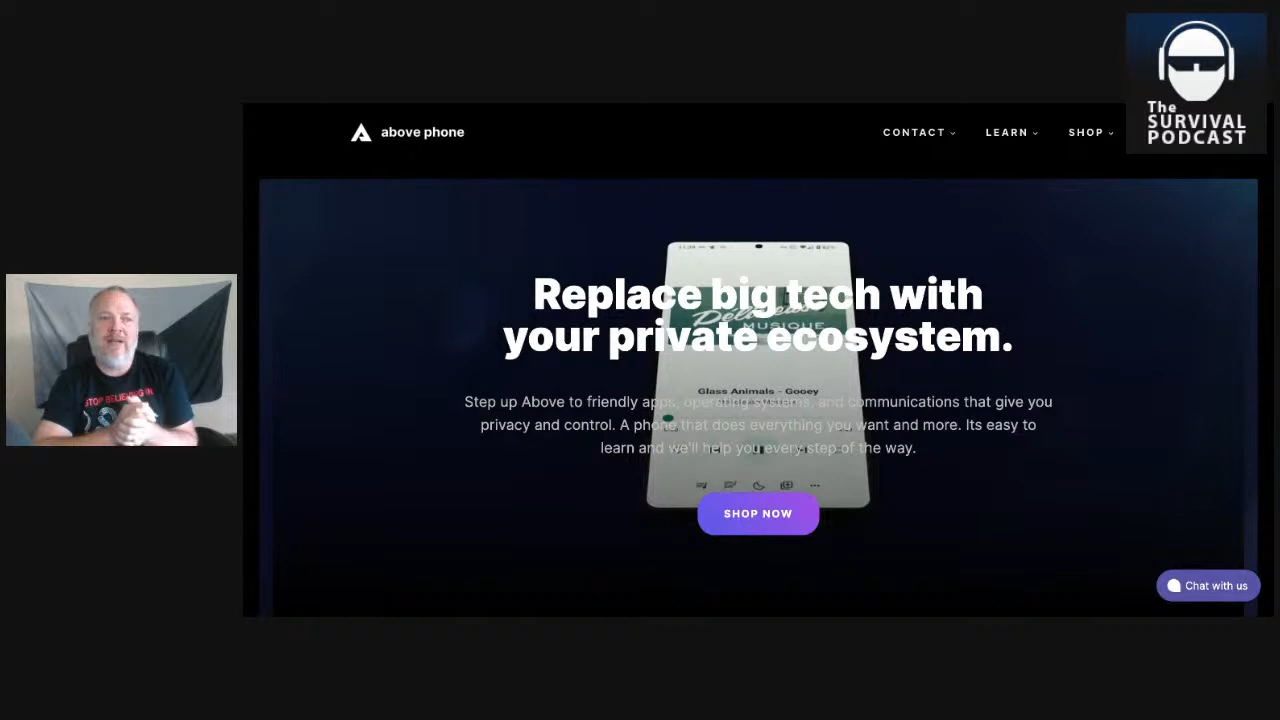 The
SURVIVAL
PODCAST
above phone
CONTACT
LEARN
SHOP
Replace big tech with
your private ecosystem.
MUSIQUE
Glass Animals - Gooey
Step up Above to friendly apps, operating systems, and communications that give you
privacy and control. A phone that does everything you want and more. Its easy to
learn and we'll help you every step of the way.
SHOP NOW
Chat with us
STOP BELIEVING IN